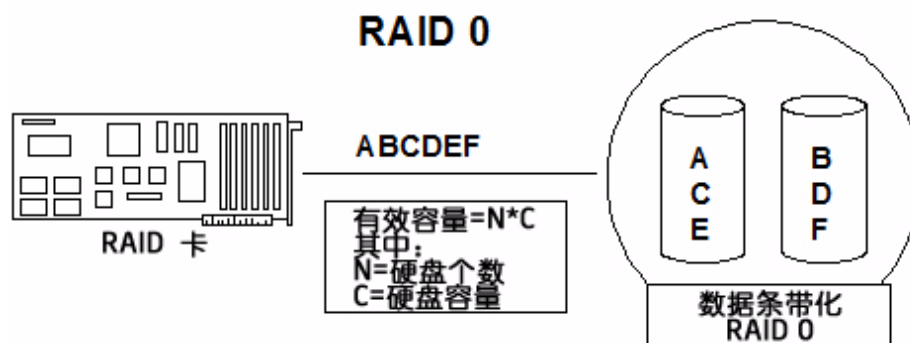 RAID 0
ABCDEF
RAID 卡
有效容量=N*C
其中:
N=硬盘个数
C=硬盘容量
A
C
E
B
D
F
数据条带化
RAID 0